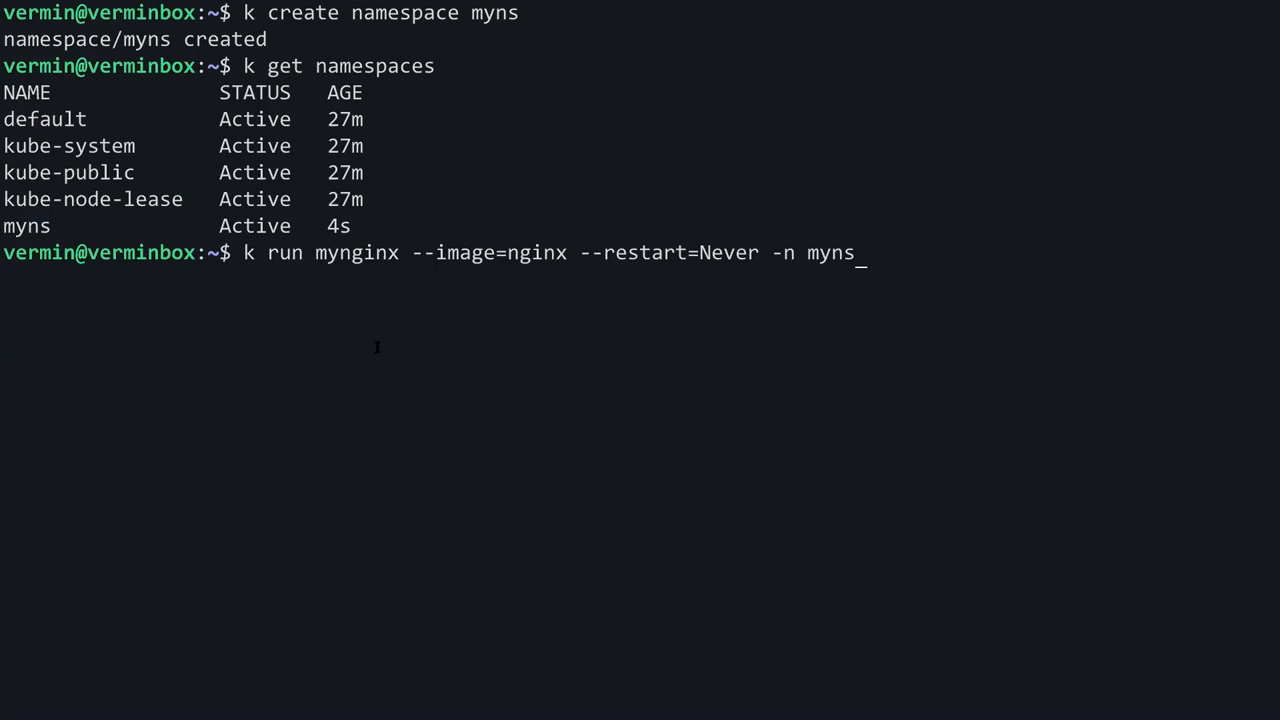 vermin@verminbox:~$ k create namespace myns
namespace/myns created
vermin@verminbox:~$ k get namespaces
NAME              STATUS   AGE
default           Active   27m
kube-system       Active   27m
kube-public       Active   27m
kube-node-lease   Active   27m
myns              Active   4s
vermin@verminbox:~$ k run mynginx --image=nginx --restart=Never -n myns